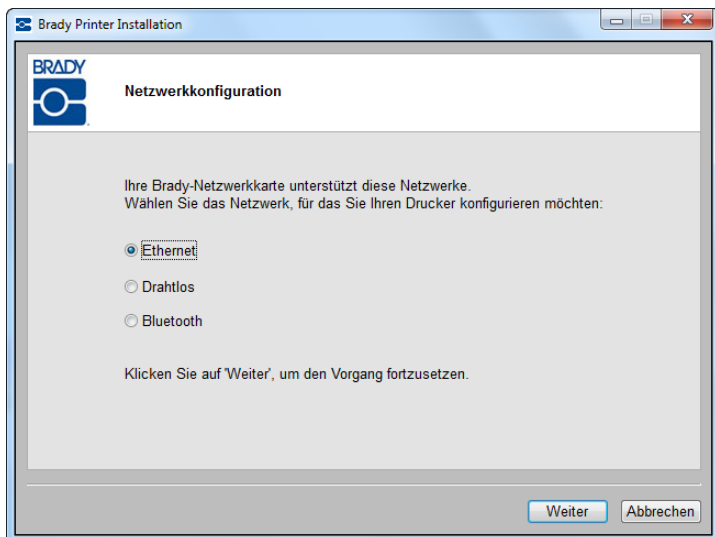 Brady Printer Installation
BRADY
Netzwerkkonfiguration
Ihre Brady-Netzwerkkarte unterstützt diese Netzwerke.
Wählen Sie das Netzwerk, für das Sie Ihren Drucker konfigurieren möchten:
Ethernet
Drahtlos
Bluetooth
Klicken Sie auf 'Weiter', um den Vorgang fortzusetzen.
Weiter
Abbrechen